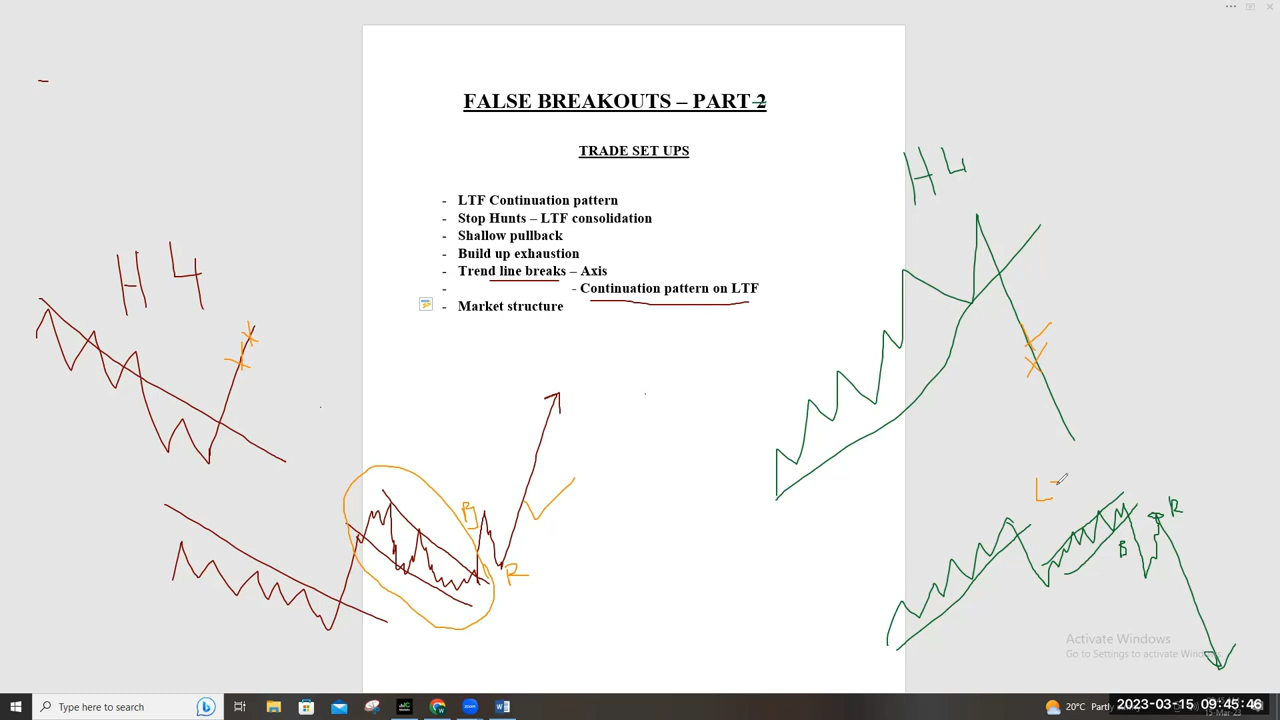 FALSE BREAKOUTS – PART 2
TRADE SET UPS
- LTF Continuation pattern
- Stop Hunts – LTF consolidation
- Shallow pullback
- Build up exhaustion
- Trend line breaks – Axis
- - Continuation pattern on LTF
- Market structure
H4
H4
B
R
L
B
R
Activate Windows
Go to Settings to activate Windows.
Type here to search
20°C Partly
2023-03-15 09:45:46